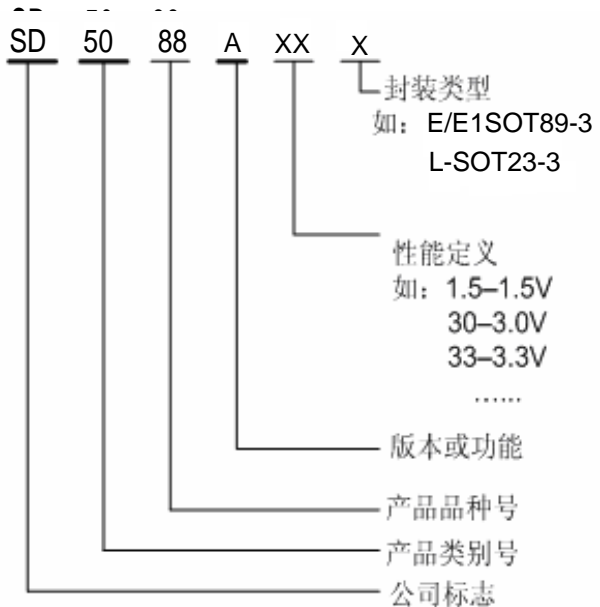 SD 50 88 A XX X
封装类型
如：E/E1SOT89-3
L-SOT23-3
性能定义
如：1.5–1.5V
30–3.0V
33–3.3V
……
版本或功能
产品品种号
产品类别号
公司标志